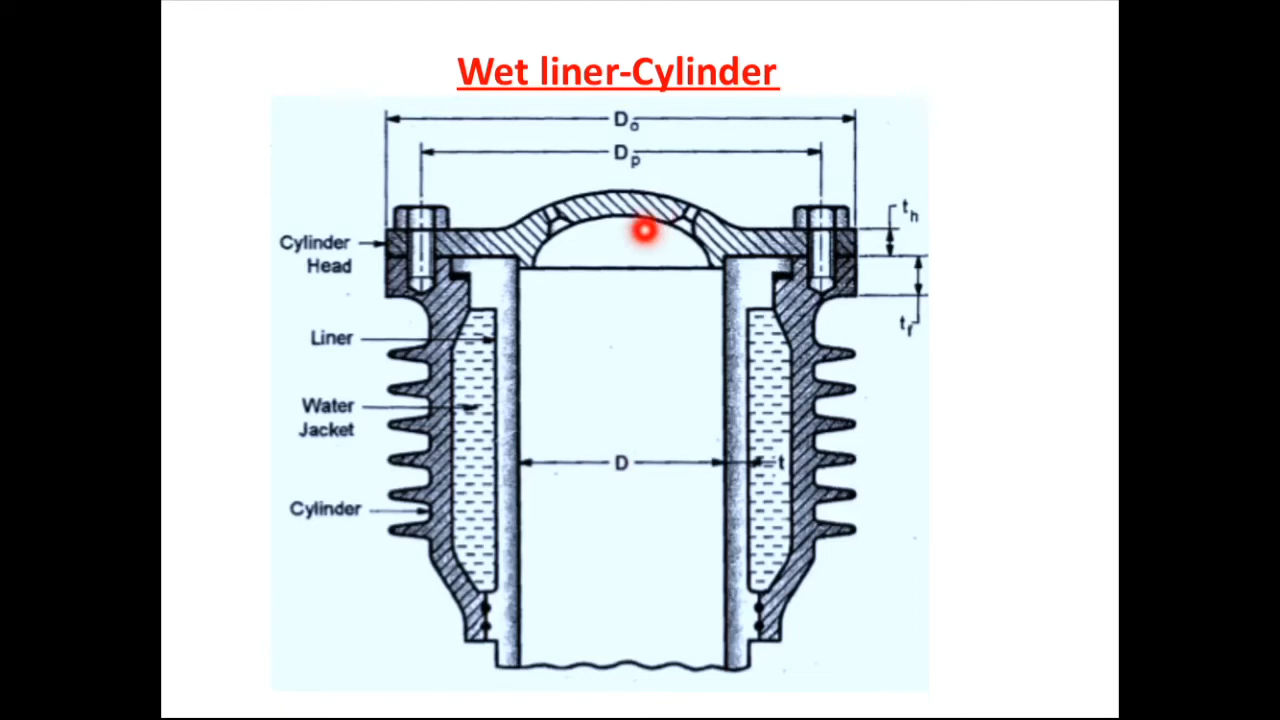 Wet liner-Cylinder
Do
Dp
th
Cylinder
Head
tf
Liner
Water
Jacket
D
t
Cylinder